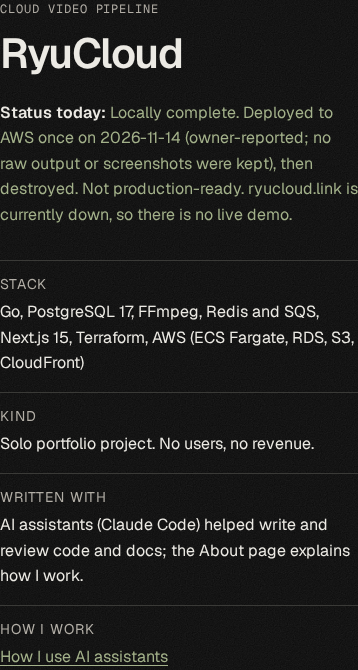 CLOUD VIDEO PIPELINE
RyuCloud
Status today: Locally complete. Deployed to
AWS once on 2026-11-14 (owner-reported; no
raw output or screenshots were kept), then
destroyed. Not production-ready. ryucloud.link is
currently down, so there is no live demo.
STACK
Go, PostgreSQL 17, FFmpeg, Redis and SQS,
Next.js 15, Terraform, AWS (ECS Fargate, RDS, S3,
CloudFront)
KIND
Solo portfolio project. No users, no revenue.
WRITTEN WITH
AI assistants (Claude Code) helped write and
review code and docs; the About page explains
how I work.
HOW I WORK
How I use AI assistants